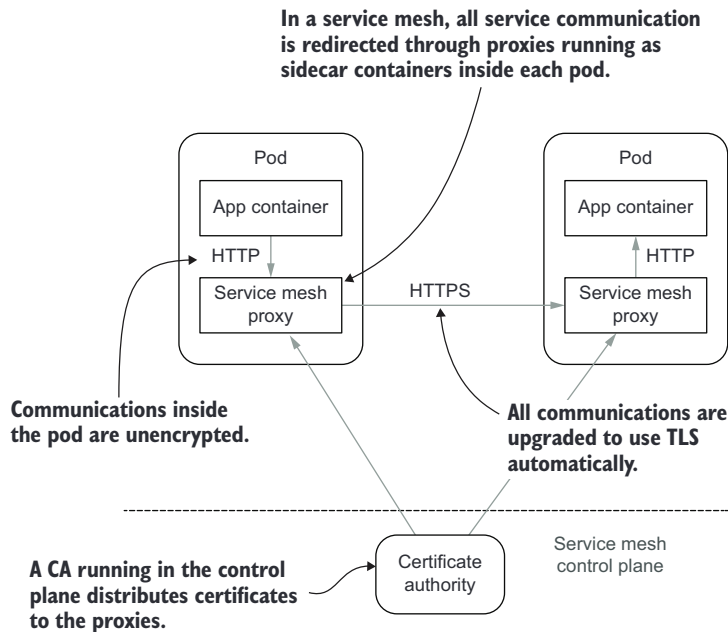 In a service mesh, all service communication
is redirected through proxies running as
sidecar containers inside each pod.
Pod
Pod
App container
App container
HTTP
HTTP
Service mesh
proxy
HTTPS
Service mesh
proxy
Communications inside
the pod are unencrypted.
All communications are
upgraded to use TLS
automatically.
Certificate
authority
Service mesh
control plane
A CA running in the control
plane distributes certificates
to the proxies.